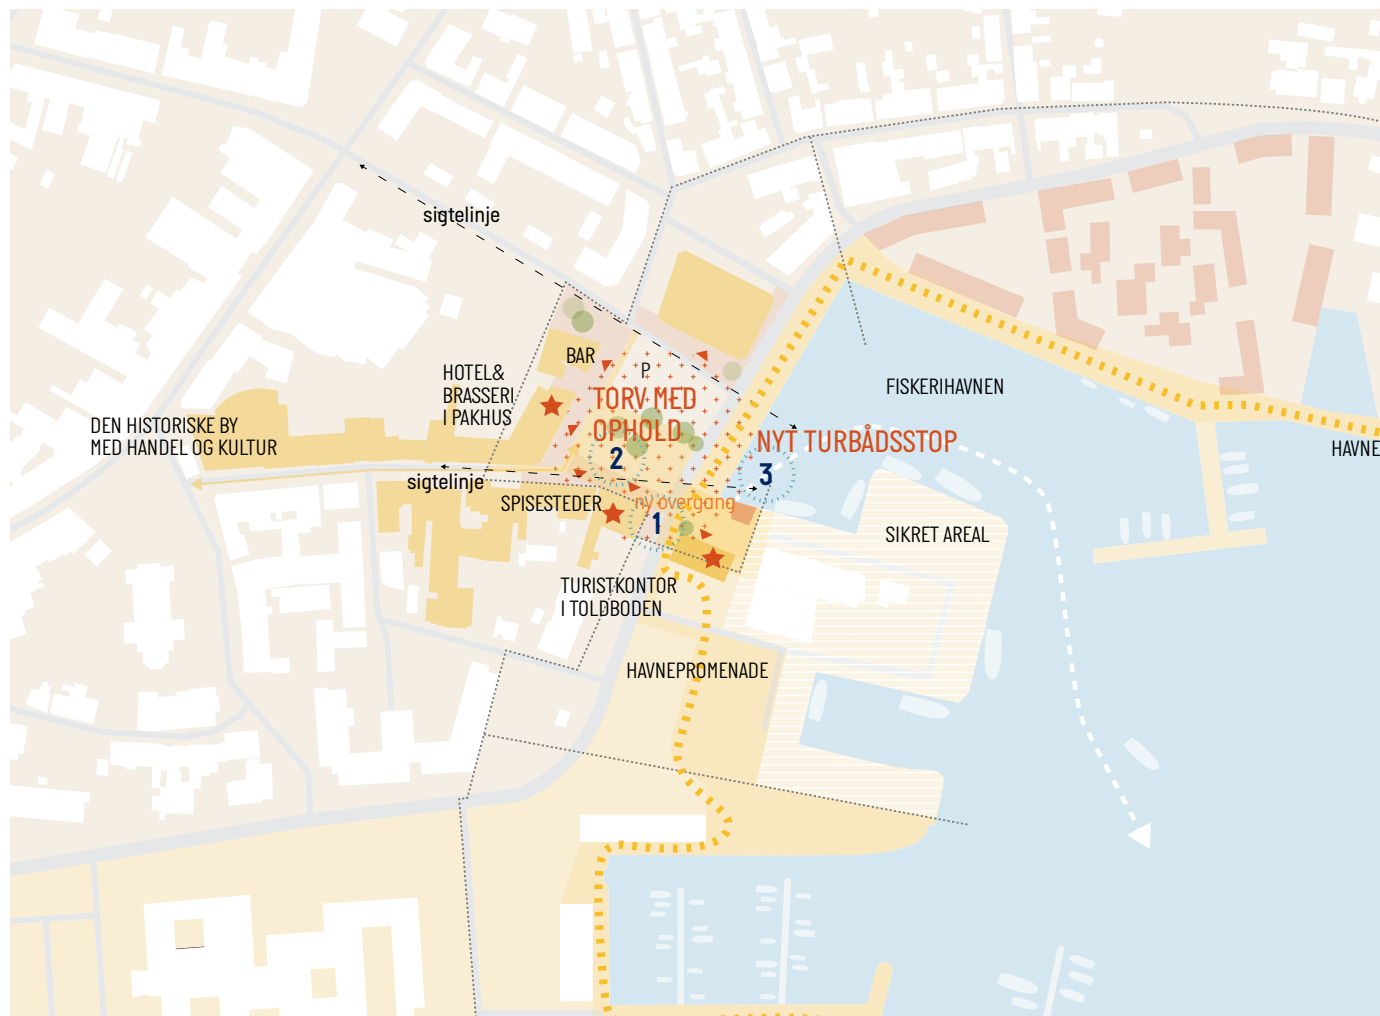 sigtelinje
BAR
P
HOTEL&
BRASSERI
I PAKHUS
TORV MED
OPHOLD
FISKERIHAVNEN
DEN HISTORISKE BY
MED HANDEL OG KULTUR
NYT TURBÅDSSTOP
HAVNE
2
3
sigtelinje
SPISESTEDER
ny overgang
1
SIKRET AREAL
TURISTKONTOR
I TOLDBODEN
HAVNEPROMENADE